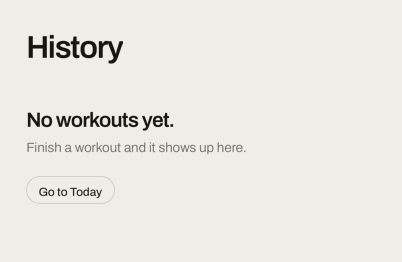 History
No workouts yet.
Finish a workout and it shows up here.
Go to Today